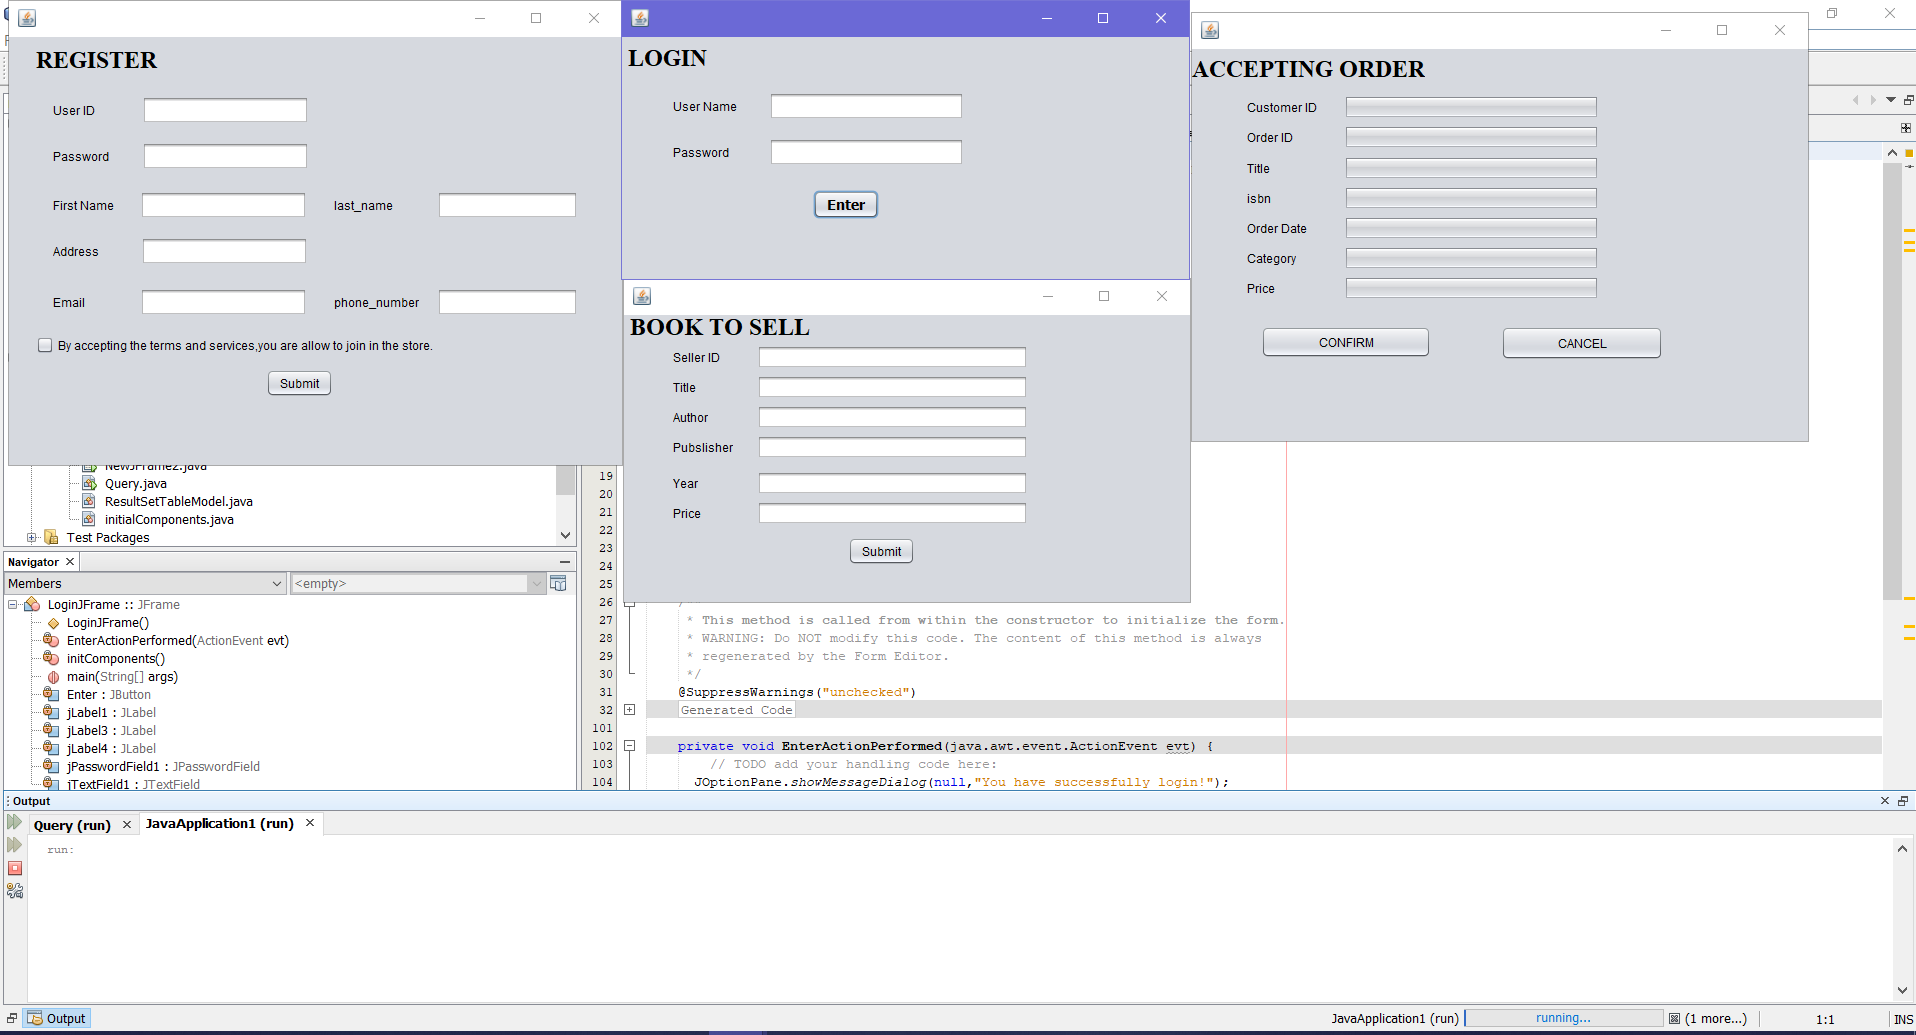 REGISTER
User ID
Password
First Name
last_name
Address
Email
phone_number
By accepting the terms and services,you are allow to join in the store.
Submit
LOGIN
User Name
Password
Enter
BOOK TO SELL
Seller ID
Title
Author
Pubslisher
Year
Price
Submit
ACCEPTING ORDER
Customer ID
Order ID
Title
isbn
Order Date
Category
Price
CONFIRM
CANCEL
NewJFrame2.java
Query.java
ResultSetTableModel.java
initialComponents.java
Test Packages
Navigator
Members
<empty>
LoginJFrame :: JFrame
LoginJFrame()
EnterActionPerformed(ActionEvent evt)
initComponents()
main(String[] args)
Enter : JButton
jLabel1 : JLabel
jLabel3 : JLabel
jLabel4 : JLabel
jPasswordField1 : JPasswordField
jTextField1 : JTextField
19
20
21
22
23
24
25
26 /**
27 * This method is called from within the constructor to initialize the form.
28 * WARNING: Do NOT modify this code. The content of this method is always
29 * regenerated by the Form Editor.
30 */
31 @SuppressWarnings("unchecked")
32 Generated Code
101
102 private void EnterActionPerformed(java.awt.event.ActionEvent evt) {
103 // TODO add your handling code here:
104 JOptionPane.showMessageDialog(null,"You have successfully login!");
Output
Query (run)
JavaApplication1 (run)
run:
Output
JavaApplication1 (run)
running...
(1 more...)
1:1
INS